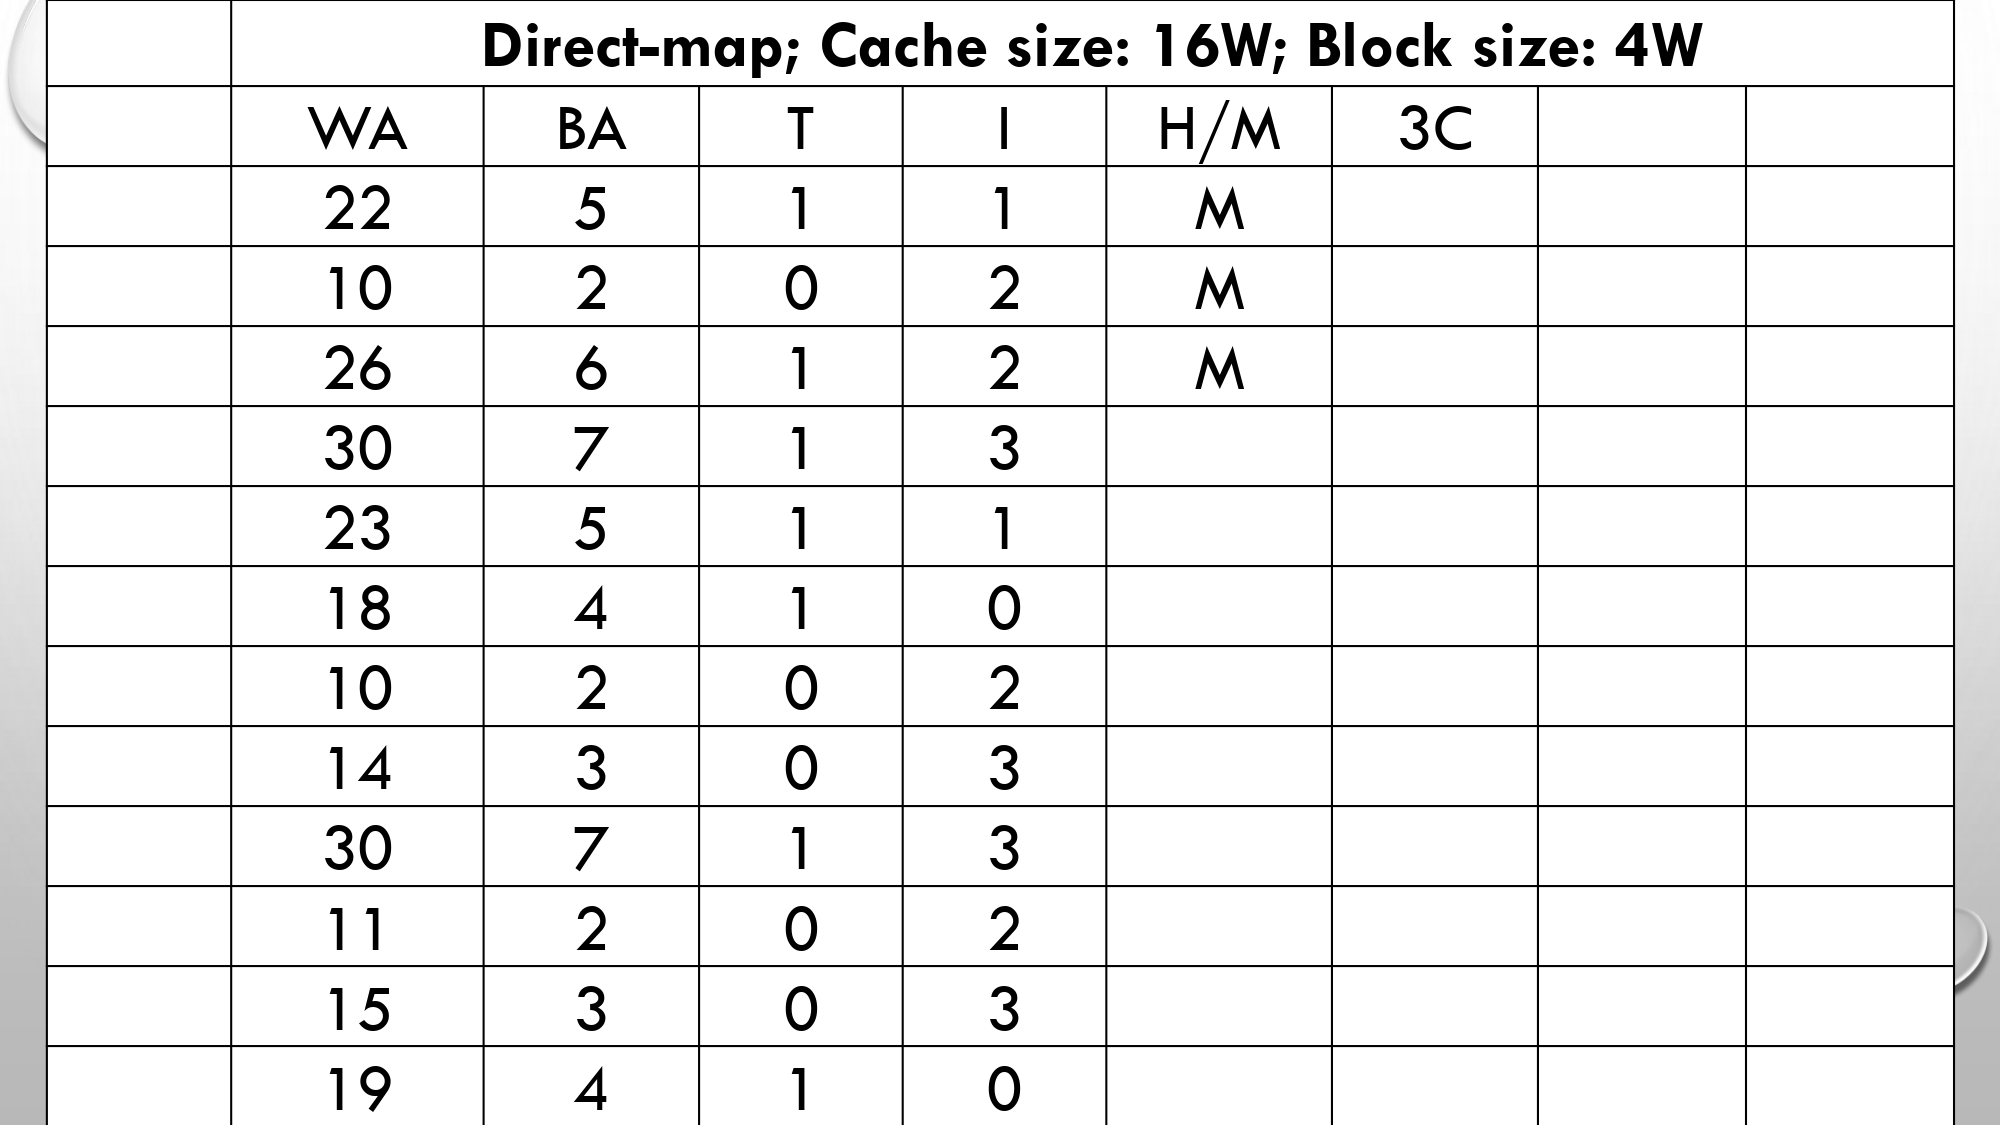 Direct-map; Cache size: 16W; Block size: 4W
WA BA T I H/M 3C
22 5 1 1 M
10 2 0 2 M
26 6 1 2 M
30 7 1 3
23 5 1 1
18 4 1 0
10 2 0 2
14 3 0 3
30 7 1 3
11 2 0 2
15 3 0 3
19 4 1 0